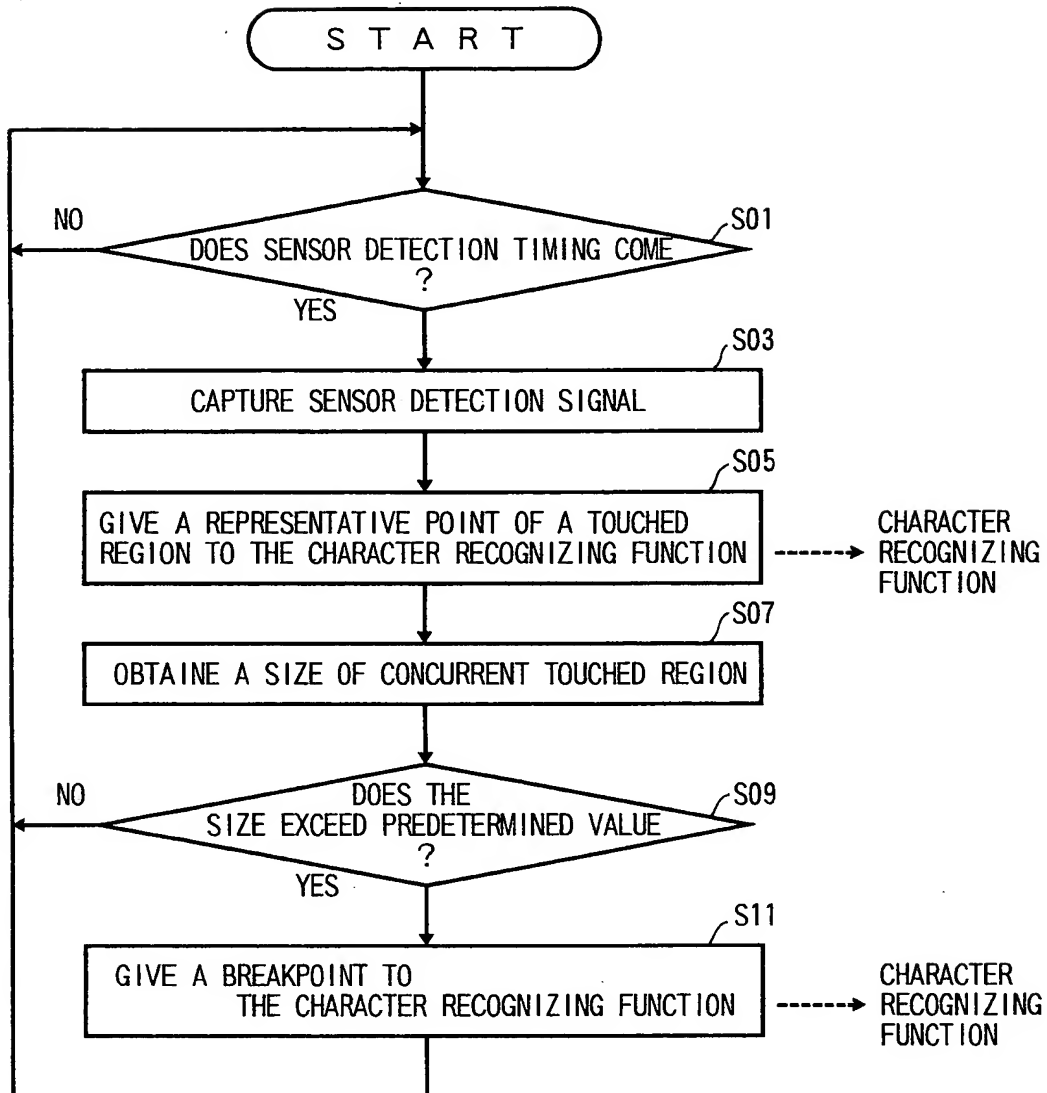 START
NO
S01
DOES SENSOR DETECTION TIMING COME
?
YES
S03
CAPTURE SENSOR DETECTION SIGNAL
S05
GIVE A REPRESENTATIVE POINT OF A TOUCHED
REGION TO THE CHARACTER RECOGNIZING FUNCTION
CHARACTER
RECOGNIZING
FUNCTION
S07
OBTAINE A SIZE OF CONCURRENT TOUCHED REGION
NO
DOES THE
S09
SIZE EXCEED PREDETERMINED VALUE
?
YES
S11
GIVE A BREAKPOINT TO
THE CHARACTER RECOGNIZING FUNCTION
CHARACTER
RECOGNIZING
FUNCTION